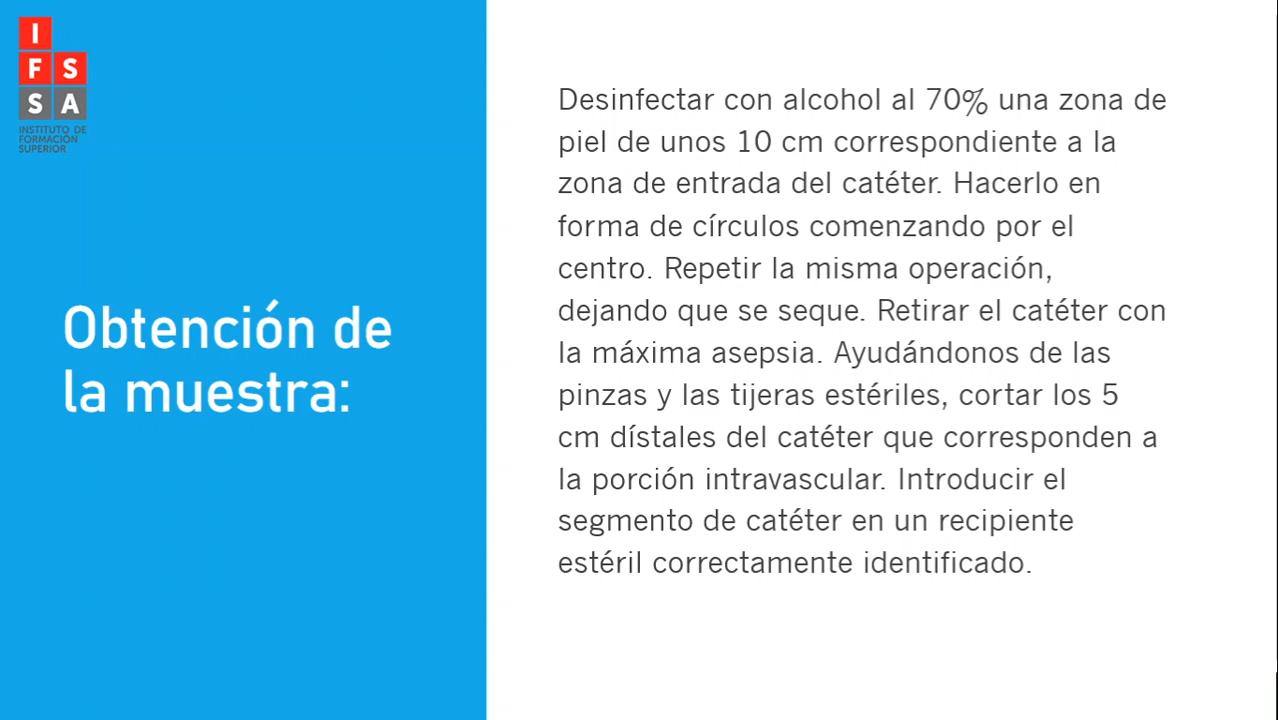 I
F S
S A
INSTITUTO DE
FORMACIÓN
SUPERIOR
Obtención de
la muestra:
Desinfectar con alcohol al 70% una zona de
piel de unos 10 cm correspondiente a la
zona de entrada del catéter. Hacerlo en
forma de círculos comenzando por el
centro. Repetir la misma operación,
dejando que se seque. Retirar el catéter con
la máxima asepsia. Ayudándonos de las
pinzas y las tijeras estériles, cortar los 5
cm dístales del catéter que corresponden a
la porción intravascular. Introducir el
segmento de catéter en un recipiente
estéril correctamente identificado.